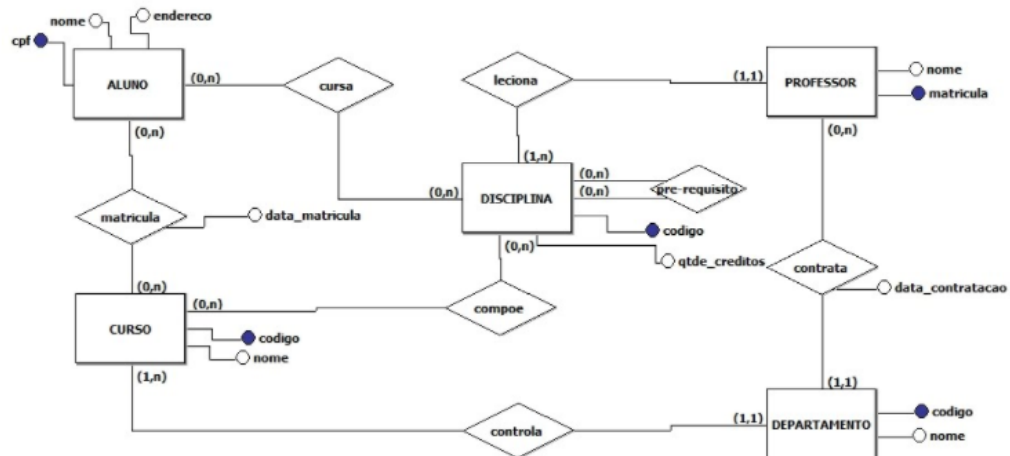 nome
endereco
cpf
ALUNO
(0,n)
cursa
leciona
(1,1)
PROFESSOR
nome
matricula
(0,n)
(0,n)
(1,n)
(0,n)
DISCIPLINA
(0,n)
(0,n)
pre-requisito
codigo
qtde_creditos
(0,n)
matricula
data_matricula
contrata
data_contratacao
(0,n)
(0,n)
compoe
CURSO
codigo
nome
(1,n)
controla
(1,1)
(1,1)
DEPARTAMENTO
codigo
nome